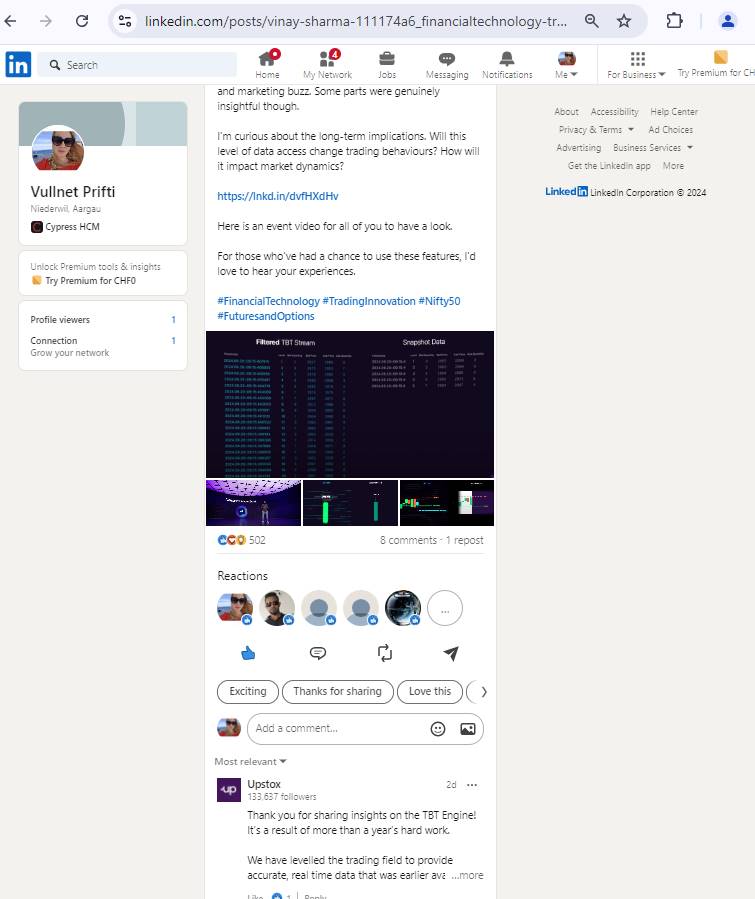 linkedin.com/posts/vinay-sharma-111174a6_financialtechnology-tr...
in
Search
Home
4
My Network
Jobs
Messaging
Notifications
Me
For Business
Try Premium for CH
Vullnet Prifti
Niederwil, Aargau
Cypress HCM
Unlock Premium tools & insights
Try Premium for CHF0
Profile viewers 1
Connection 1
Grow your network
and marketing buzz. Some parts were genuinely
insightful though.
I'm curious about the long-term implications. Will this
level of data access change trading behaviours? How will
it impact market dynamics?
https://lnkd.in/dvfHXdHv
Here is an event video for all of you to have a look.
For those who've had a chance to use these features, I'd
love to hear your experiences.
#FinancialTechnology #TradingInnovation #Nifty50
#FuturesandOptions
Filtered TBT Stream
Snapshot Data
502
8 comments · 1 repost
Reactions
...
Exciting
Thanks for sharing
Love this
Add a comment...
Most relevant
up
Upstox
2d
133,637 followers
Thank you for sharing insights on the TBT Engine!
It's a result of more than a year's hard work.
We have levelled the trading field to provide
accurate, real time data that was earlier ava ...more
Like 1 | Reply
About Accessibility Help Center
Privacy & Terms Ad Choices
Advertising Business Services
Get the LinkedIn app More
LinkedIn LinkedIn Corporation © 2024